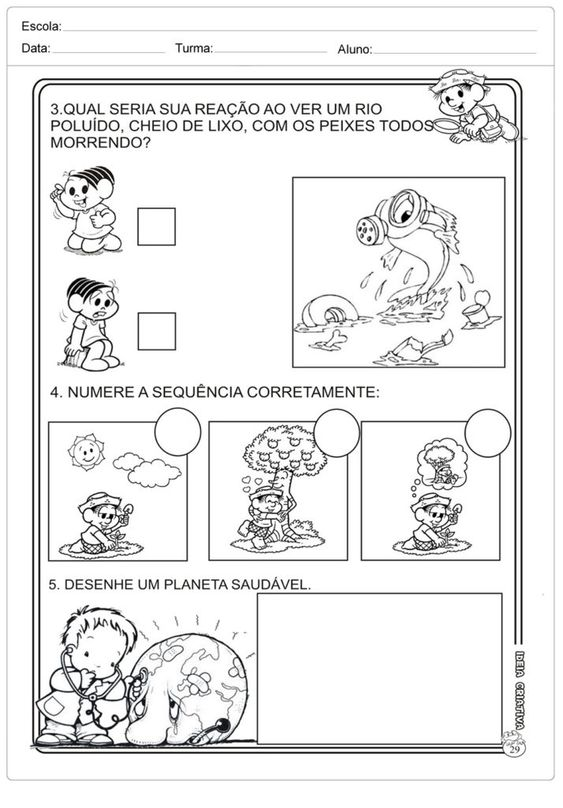 Escola:
Data: Turma: Aluno:
3.QUAL SERIA SUA REAÇÃO AO VER UM RIO
POLUÍDO, CHEIO DE LIXO, COM OS PEIXES TODOS
MORRENDO?
4. NUMERE A SEQUÊNCIA CORRETAMENTE:
5. DESENHE UM PLANETA SAUDÁVEL.
IDEIA CRIATIVA
29